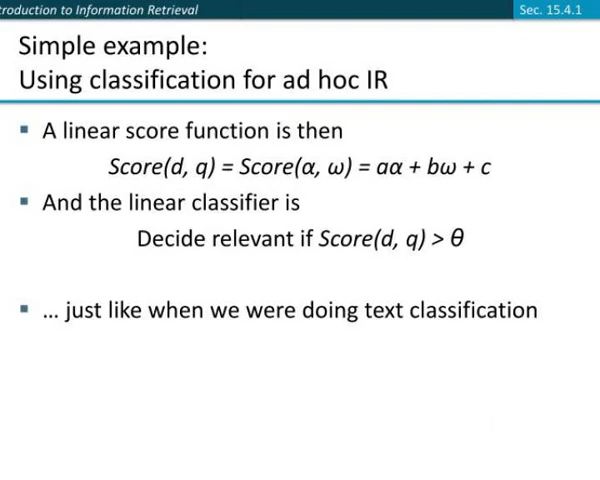 troduction to Information Retrieval
Sec. 15.4.1
Simple example:
Using classification for ad hoc IR
▪ A linear score function is then
Score(d, q) = Score(α, ω) = aα + bω + c
▪ And the linear classifier is
Decide relevant if Score(d, q) > θ
▪ … just like when we were doing text classification